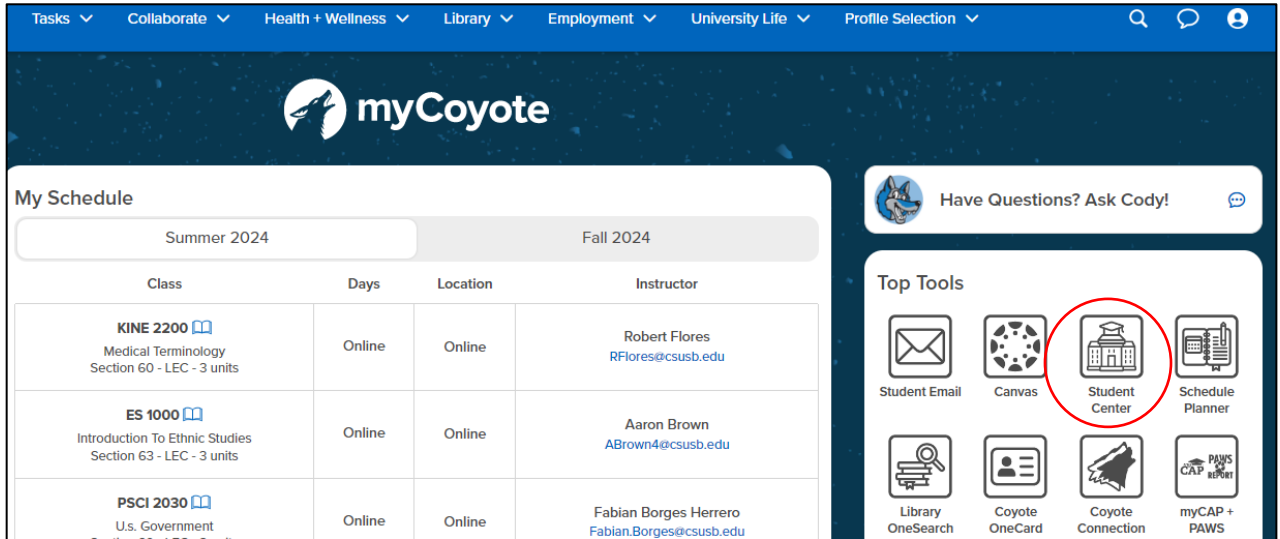 Tasks Collaborate Health + Wellness Library Employment University Life Profile Selection
myCoyote
My Schedule
Summer 2024 Fall 2024
Class Days Location Instructor
KINE 2200
Medical Terminology
Section 60 - LEC - 3 units
Online
Online
Robert Flores
RFlores@csusb.edu
ES 1000
Introduction To Ethnic Studies
Section 63 - LEC - 3 units
Online
Online
Aaron Brown
ABrown4@csusb.edu
PSCI 2030
U.s. Government
Online
Online
Fabian Borges Herrero
Fabian.Borges@csusb.edu
Have Questions? Ask Cody!
Top Tools
Student Email
Canvas
Student
Center
Schedule
Planner
Library
OneSearch
Coyote
OneCard
Coyote
Connection
CAP PAWS
REPORT
myCAP +
PAWS